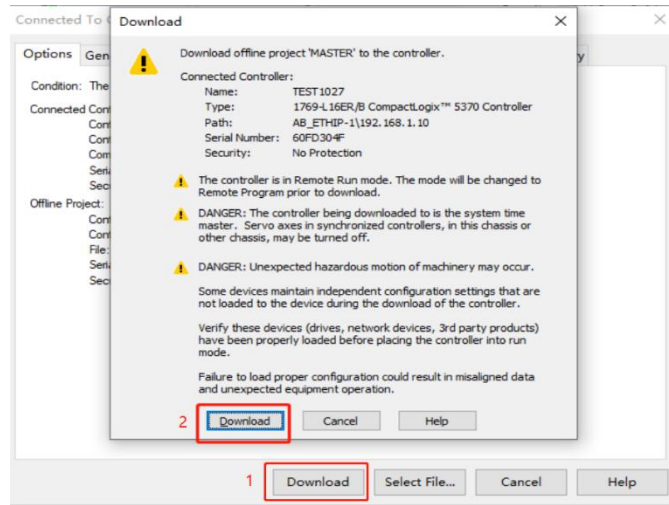 Connected To
Download
Options
Gen
y
Condition: The
Connected Cont
Cont
Cont
Com
Seria
Secu
Offline Project:
Cont
Cont
File:
Seria
Secu
Download offline project 'MASTER' to the controller.
Connected Controller:
Name: TEST1027
Type: 1769-L16ER/B CompactLogix™ 5370 Controller
Path: AB_ETHIP-1\192.168.1.10
Serial Number: 60FD304F
Security: No Protection
The controller is in Remote Run mode. The mode will be changed to
Remote Program prior to download.
DANGER: The controller being downloaded to is the system time
master. Servo axes in synchronized controllers, in this chassis or
other chassis, may be turned off.
DANGER: Unexpected hazardous motion of machinery may occur.
Some devices maintain independent configuration settings that are
not loaded to the device during the download of the controller.
Verify these devices (drives, network devices, 3rd party products)
have been properly loaded before placing the controller into run
mode.
Failure to load proper configuration could result in misaligned data
and unexpected equipment operation.
2 Download Cancel Help
1 Download Select File... Cancel Help